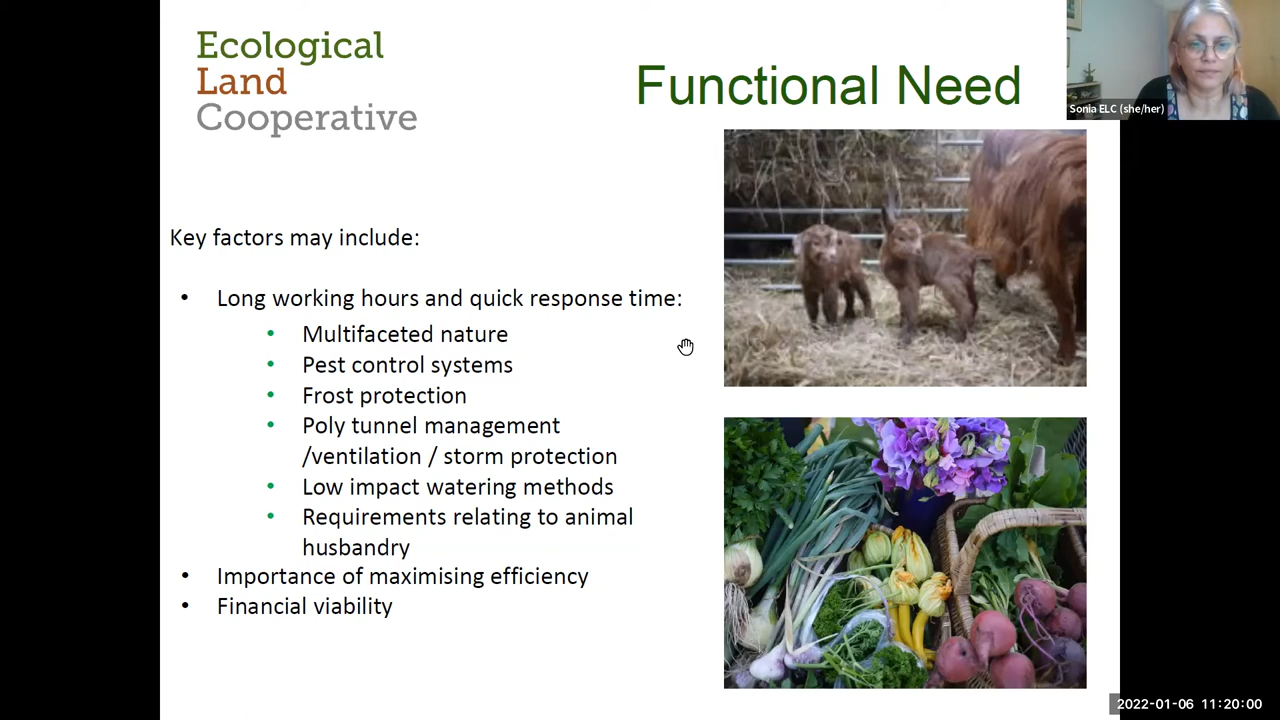 Ecological
Land
Cooperative
Functional Need
Sonia ELC (she/her)
Key factors may include:
• Long working hours and quick response time:
• Multifaceted nature
• Pest control systems
• Frost protection
• Poly tunnel management
/ventilation / storm protection
• Low impact watering methods
• Requirements relating to animal
husbandry
• Importance of maximising efficiency
• Financial viability
2022-01-06 11:20:00